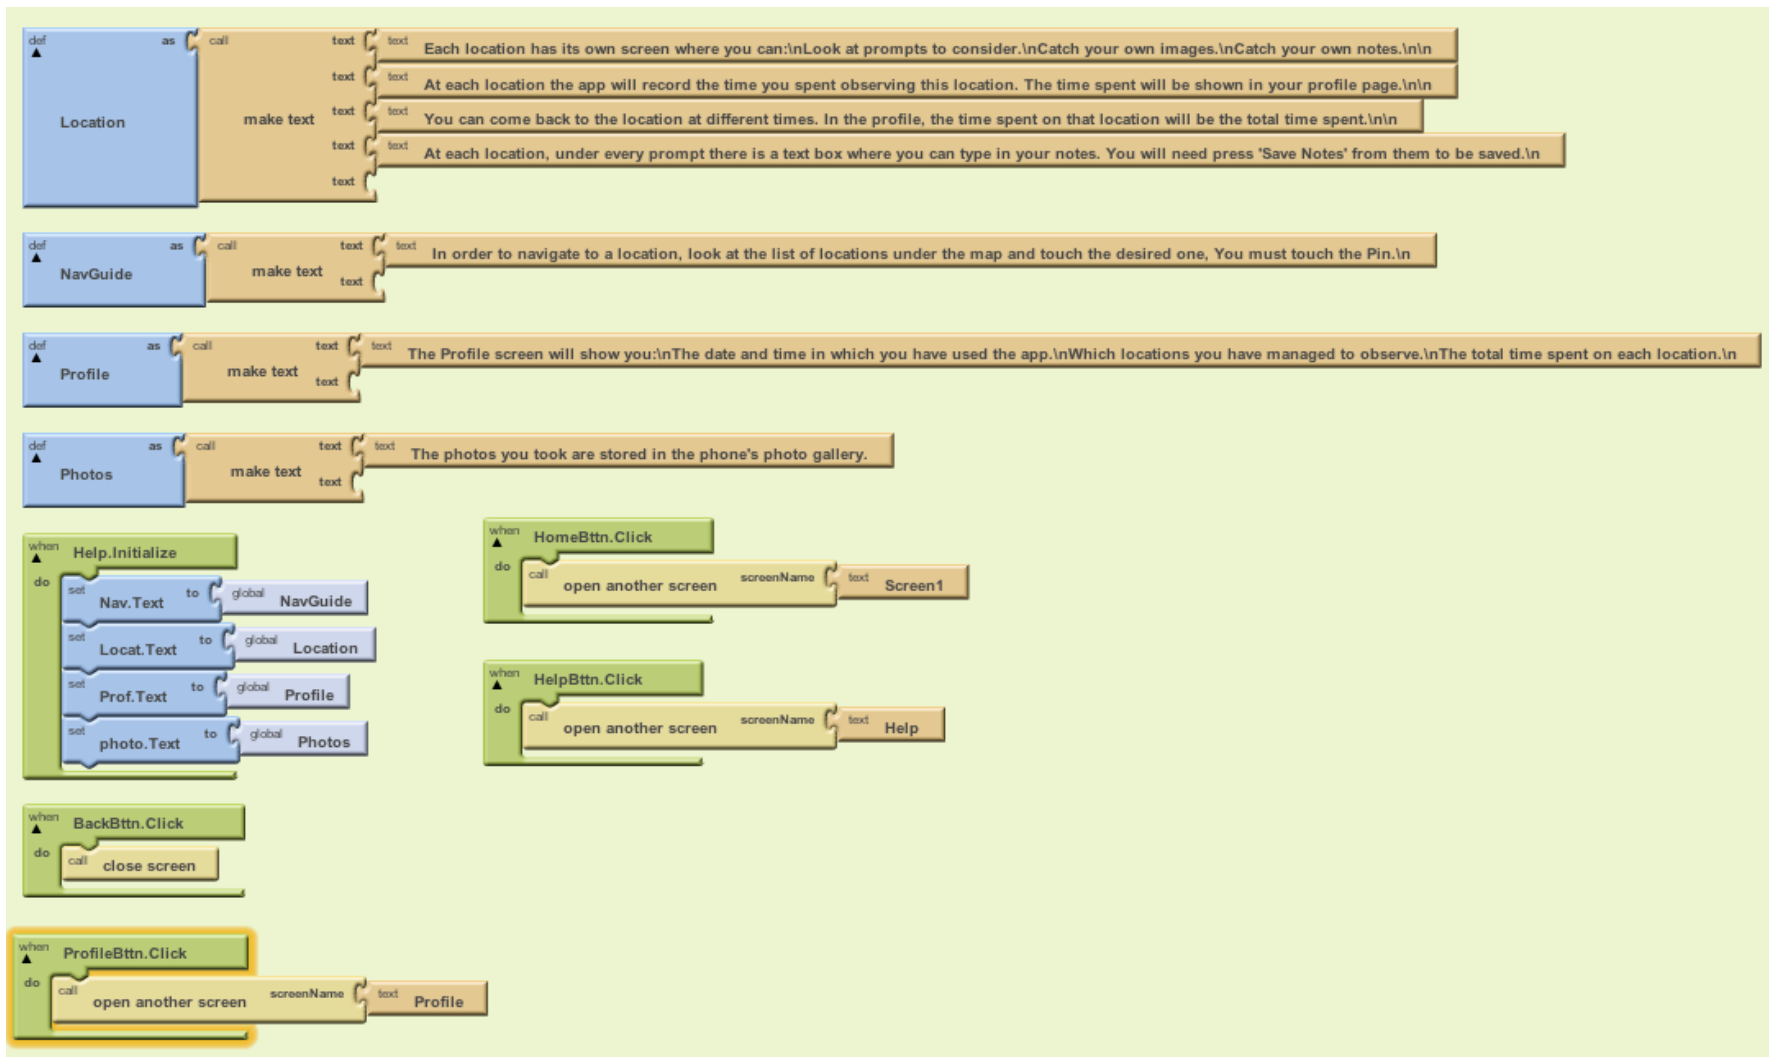 def as call text text Each location has its own screen where you can:\nLook at prompts to consider.\nCatch your own images.\nCatch your own notes.\n\n
text text At each location the app will record the time you spent observing this location. The time spent will be shown in your profile page.\n\n
Location make text text text You can come back to the location at different times. In the profile, the time spent on that location will be the total time spent.\n\n
text text At each location, under every prompt there is a text box where you can type in your notes. You will need press 'Save Notes' from them to be saved.\n
text
def as call text text In order to navigate to a location, look at the list of locations under the map and touch the desired one, You must touch the Pin.\n
NavGuide make text text
def as call text text The Profile screen will show you:\nThe date and time in which you have used the app.\nWhich locations you have managed to observe.\nThe total time spent on each location.\n
Profile make text text
def as call text text The photos you took are stored in the phone's photo gallery.
Photos make text text
when Help.Initialize
do set Nav.Text to global NavGuide
set Locat.Text to global Location
set Prof.Text to global Profile
set photo.Text to global Photos
when HomeBttn.Click
do call open another screen screenName text Screen1
when HelpBttn.Click
do call open another screen screenName text Help
when BackBttn.Click
do call close screen
when ProfileBttn.Click
do call open another screen screenName text Profile